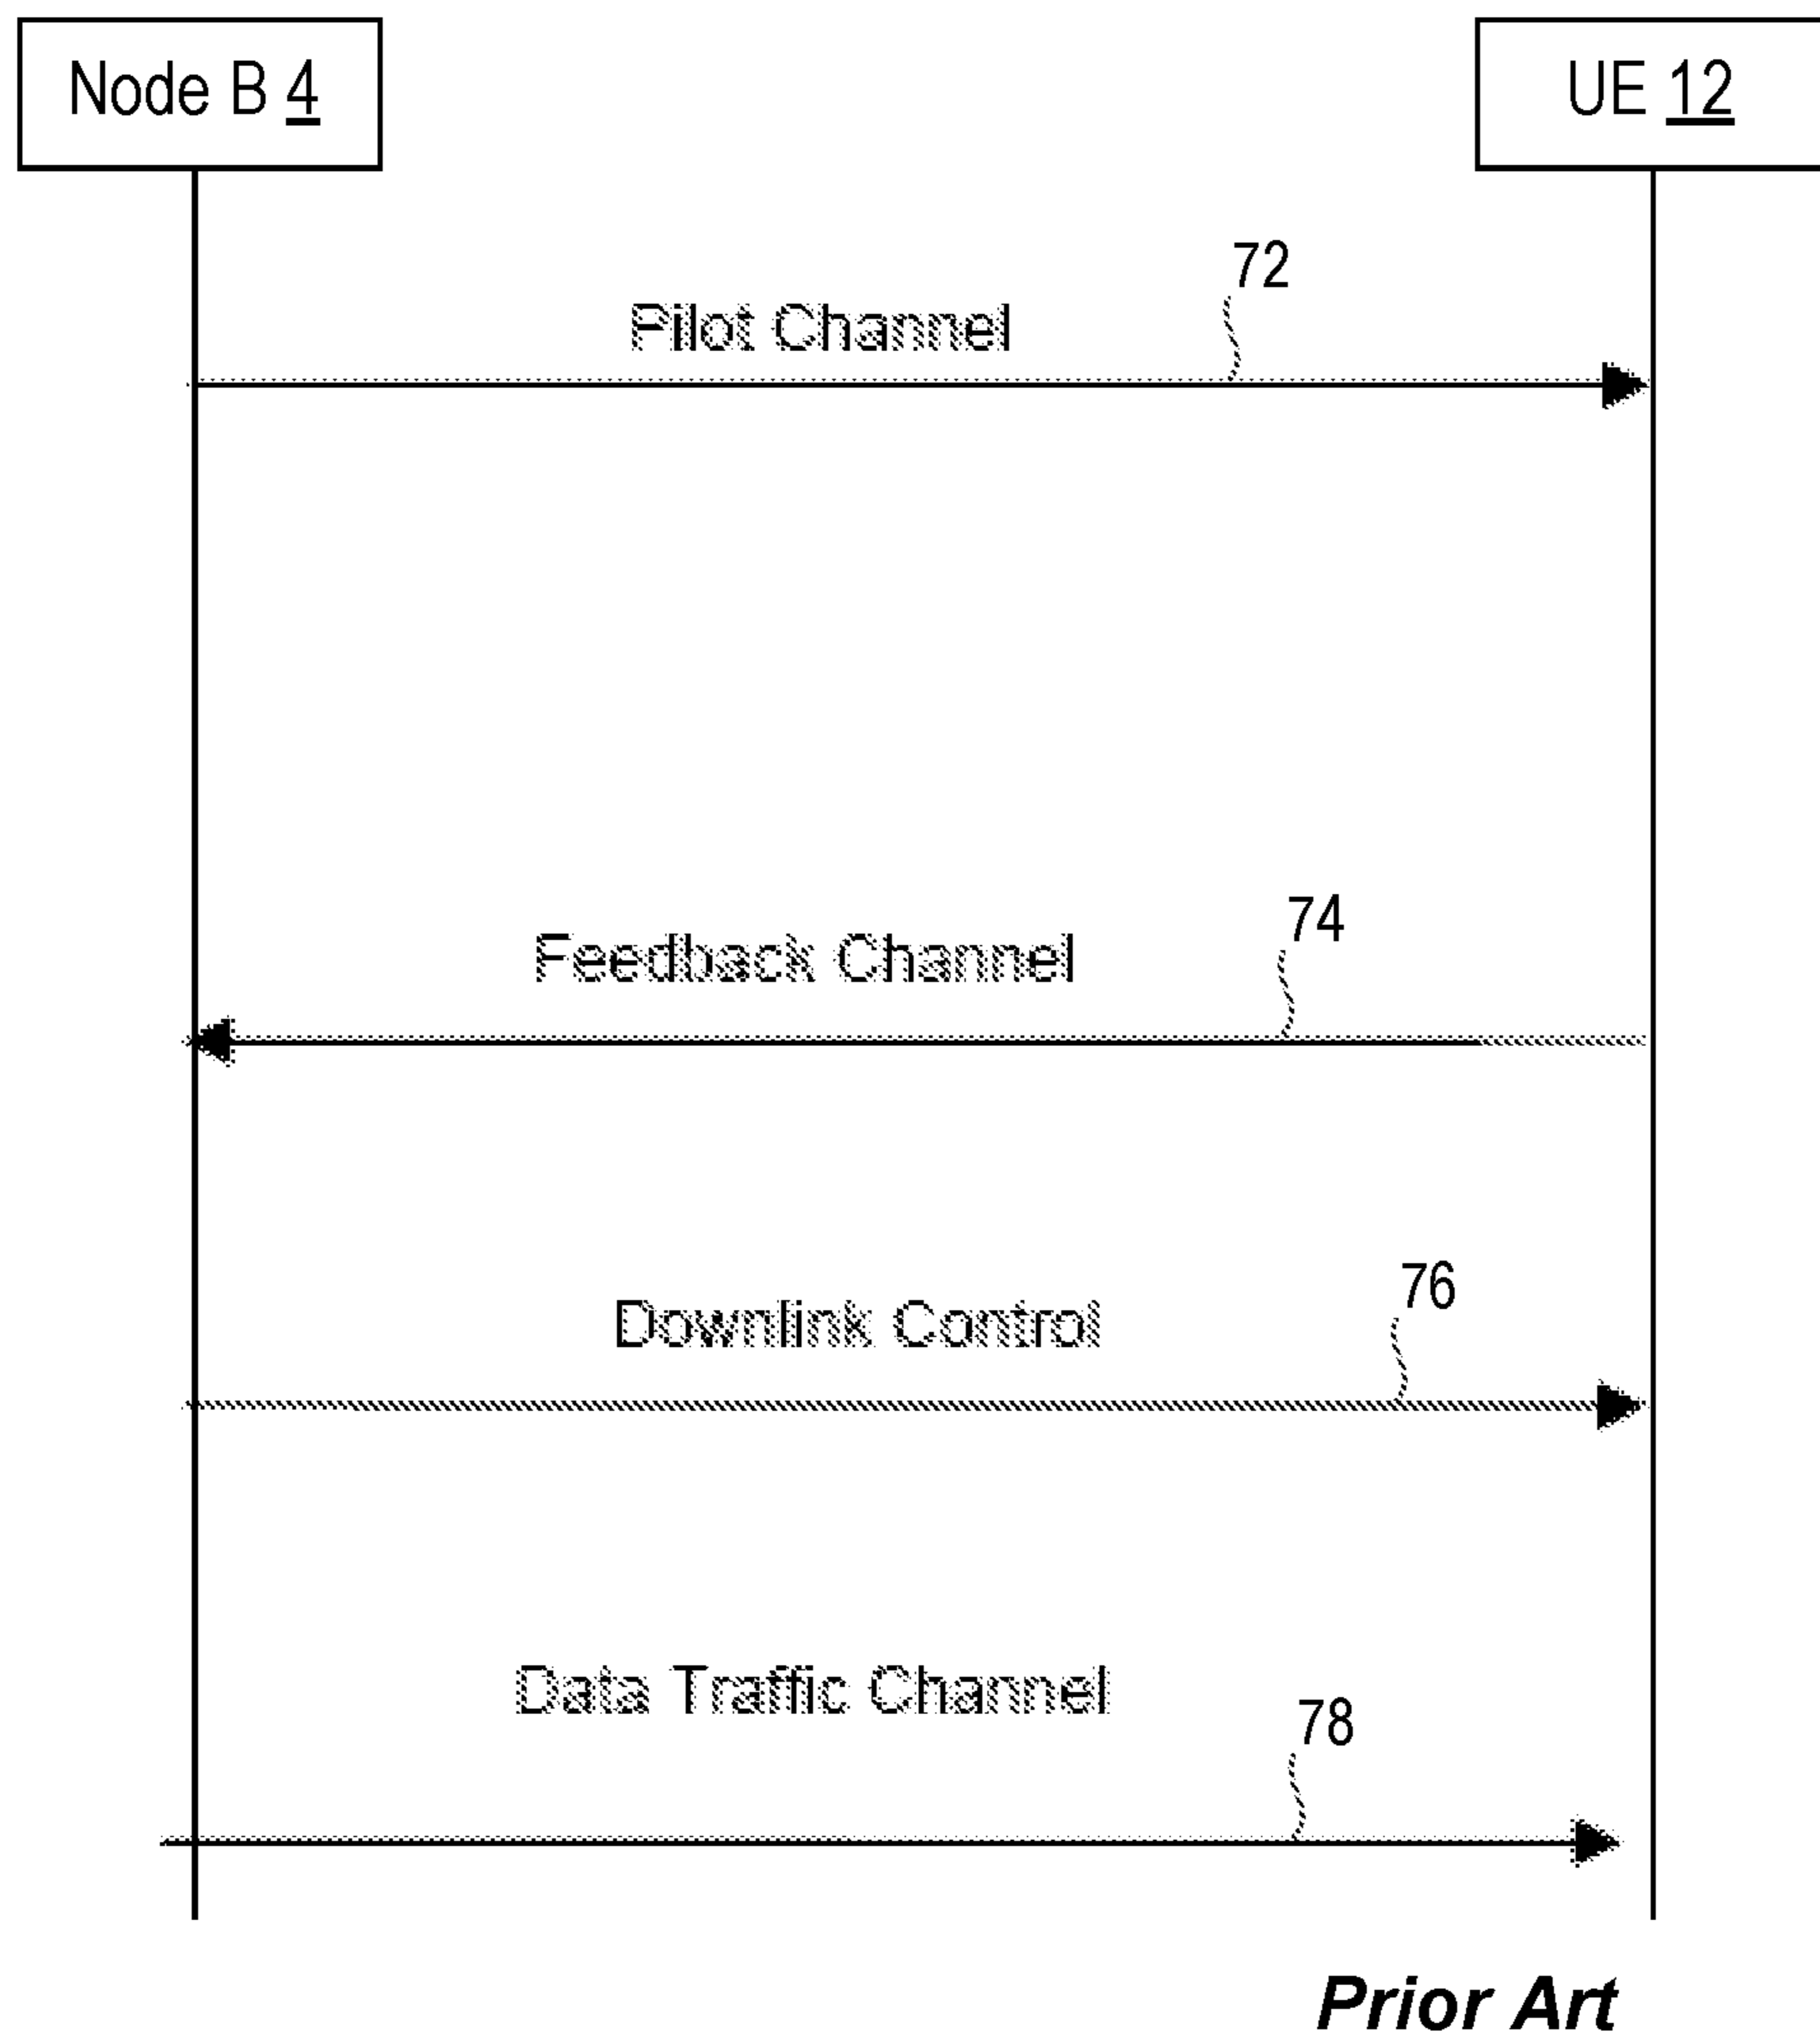 Node B 4
UE 12
72
Pilot Channel
74
Feedback Channel
76
Downlink Control
Data Traffic Channel
78
Prior Art